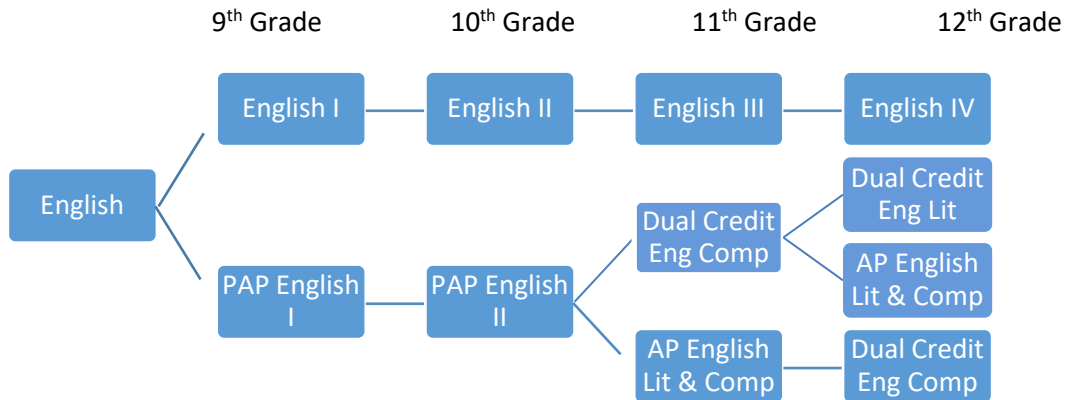 9th Grade
10th Grade
11th Grade
12th Grade
English I
English II
English III
English IV
English
Dual Credit
Eng Comp
Dual Credit
Eng Lit
AP English
Lit & Comp
PAP English
I
PAP English
II
AP English
Lit & Comp
Dual Credit
Eng Comp